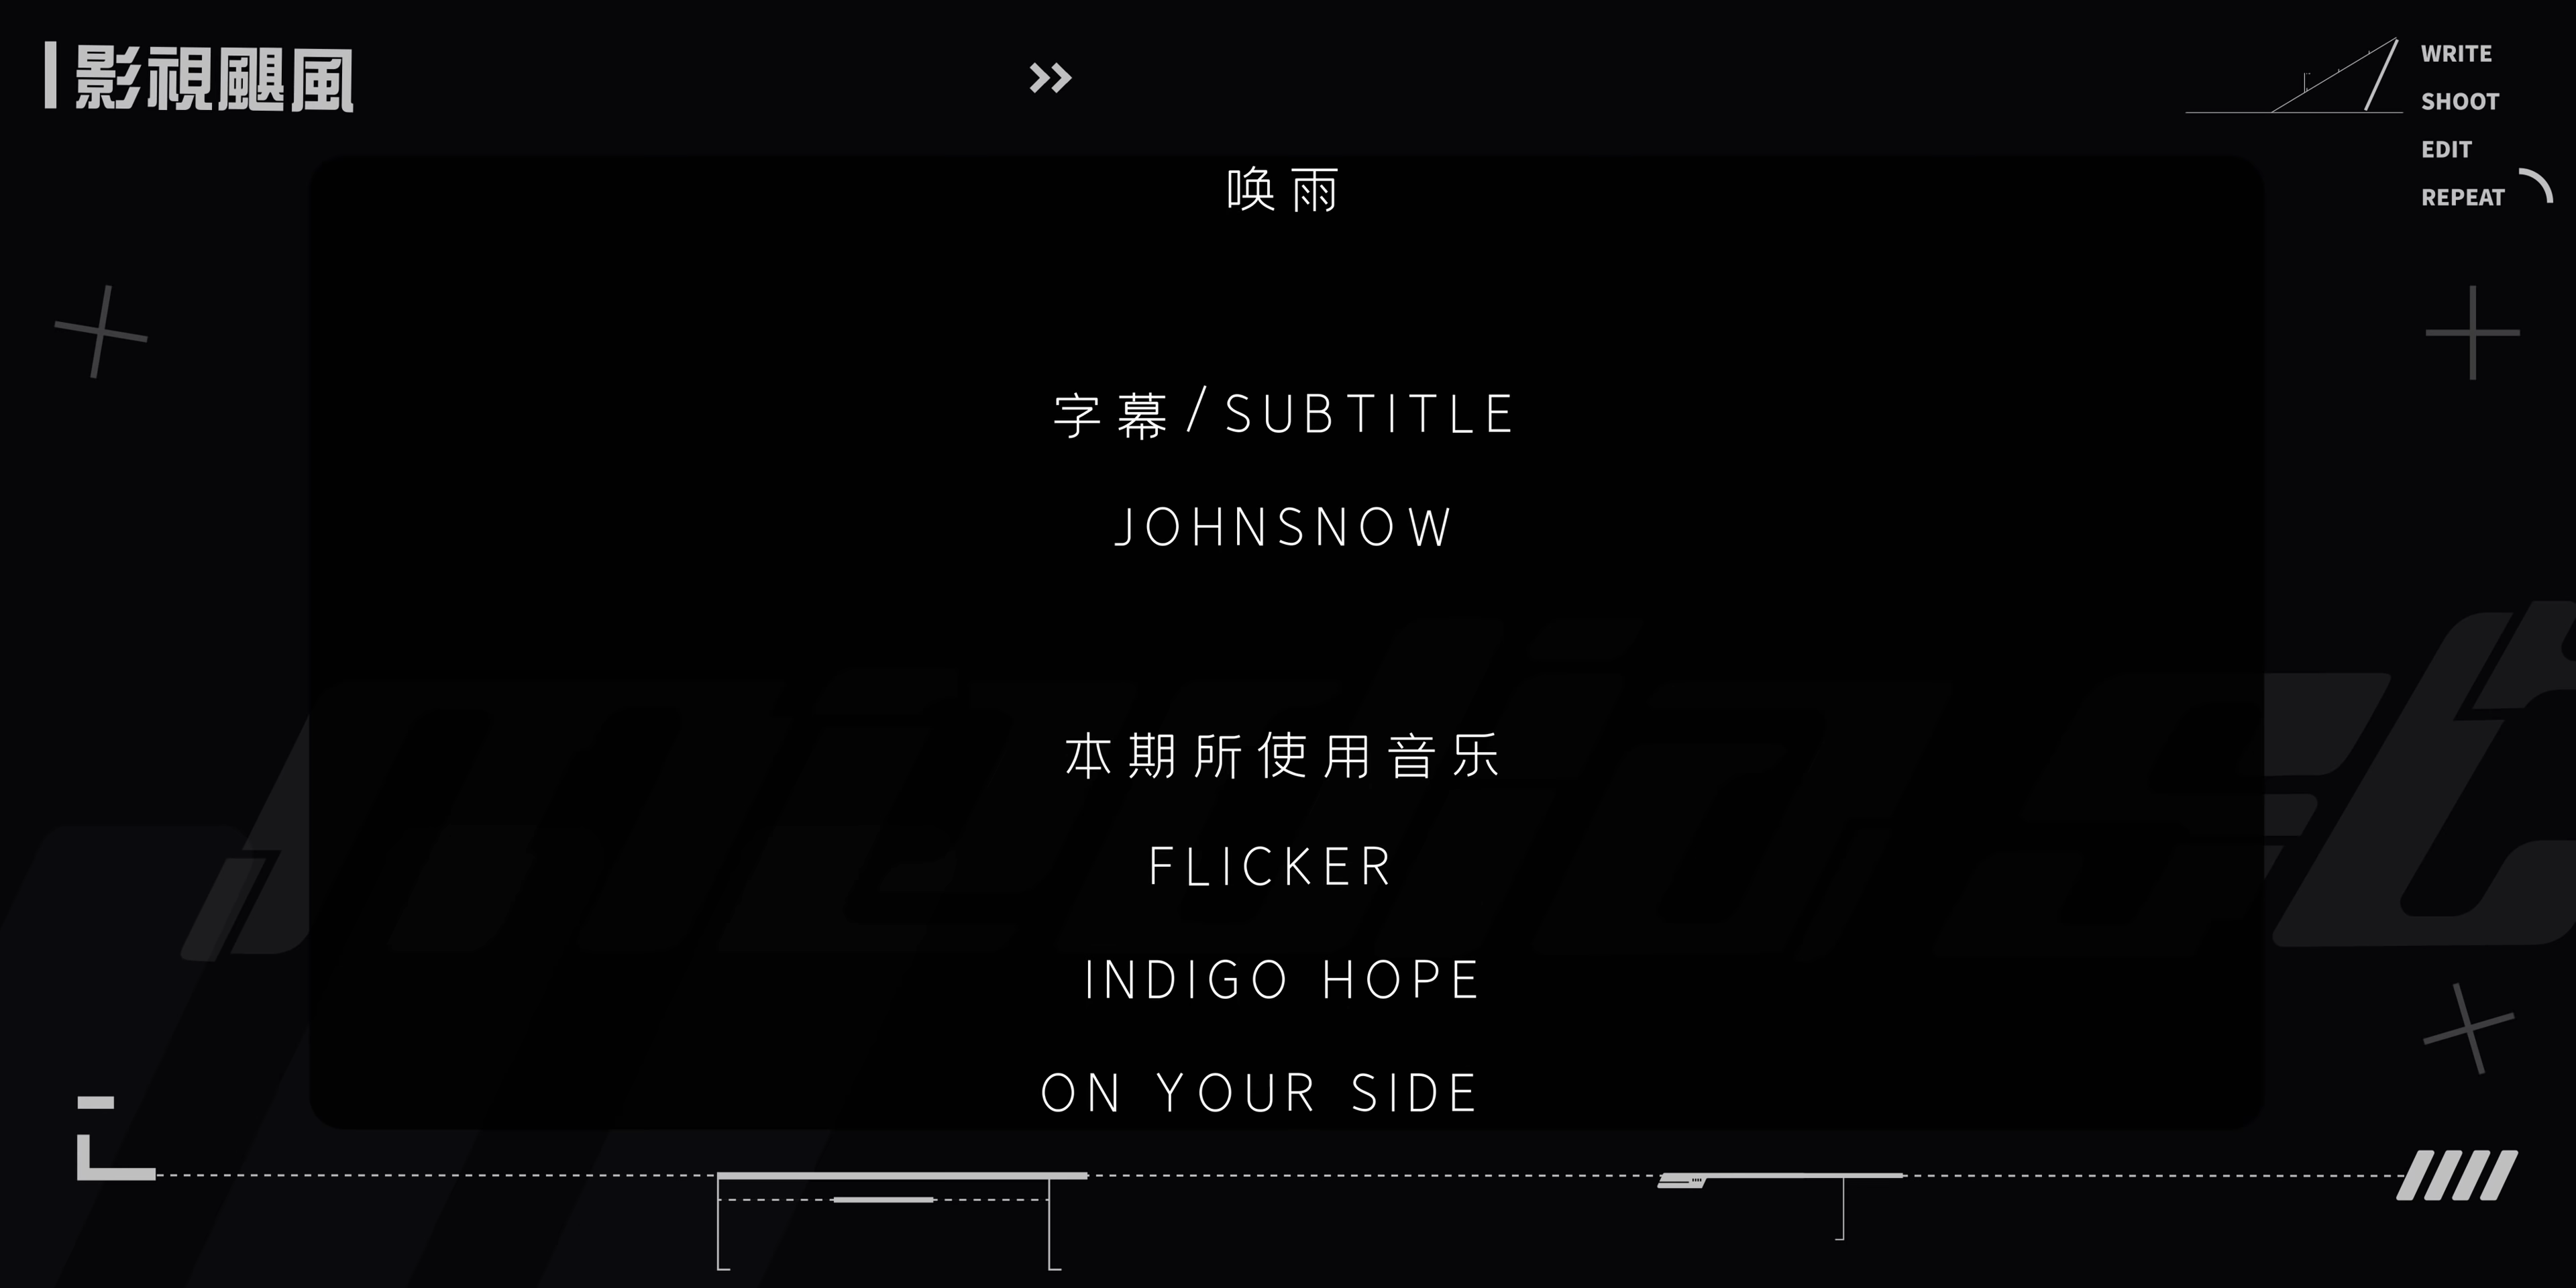 影視颶風
WRITE
SHOOT
EDIT
REPEAT
唤雨
字幕/SUBTITLE
JOHNSNOW
本期所使用音乐
FLICKER
INDIGO HOPE
ON YOUR SIDE